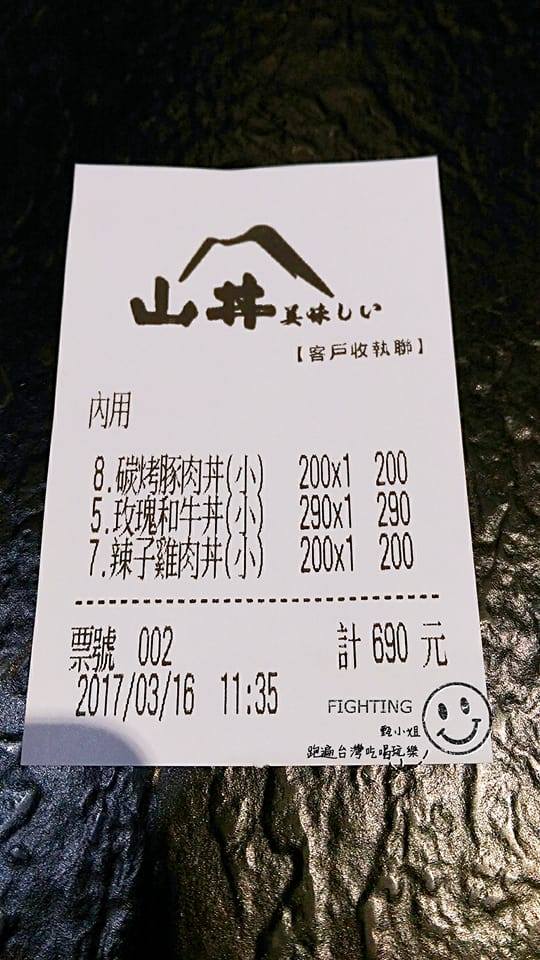 山丼美味しい
【客戶收執聯】
內用
8.碳烤豚肉丼(小) 200x1 200
5.玫瑰和牛丼(小) 290x1 290
7.辣子雞肉丼(小) 200x1 200
票號 002 計 690 元
2017/03/16 11:35
FIGHTING
甄小姐
跑遍台灣吃喝玩樂